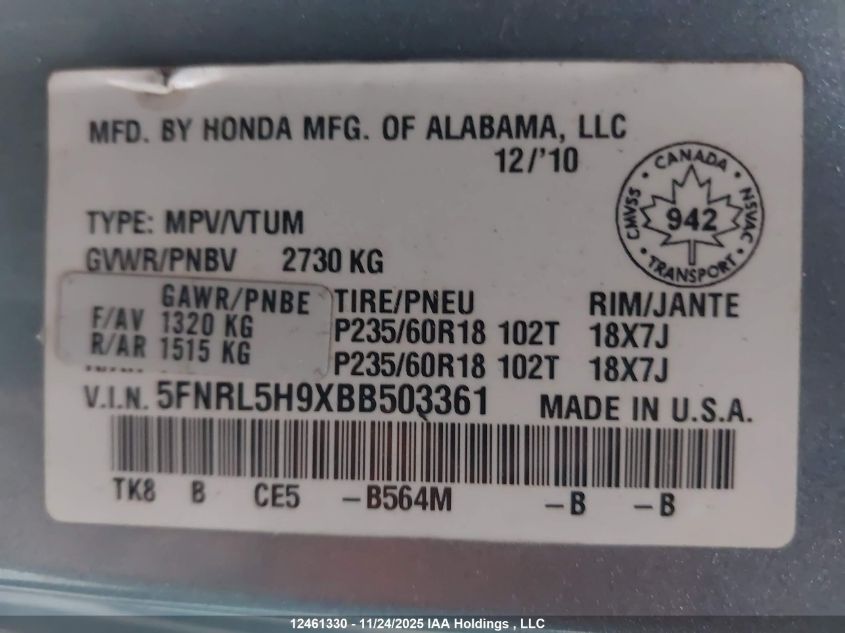 MFD. BY HONDA MFG. OF ALABAMA, LLC
12/'10
CMVSS • CANADA • NSVAC • TRANSPORT •
942
TYPE: MPV/VTUM
GVWR/PNBV 2730 KG
GAWR/PNBE TIRE/PNEU RIM/JANTE
F/AV 1320 KG P235/60R18 102T 18X7J
R/AR 1515 KG P235/60R18 102T 18X7J
V.I.N. 5FNRL5H9XBB503361 MADE IN U.S.A.
TK8 B CE5 -B564M -B -B
12461330 - 11/24/2025 IAA Holdings , LLC